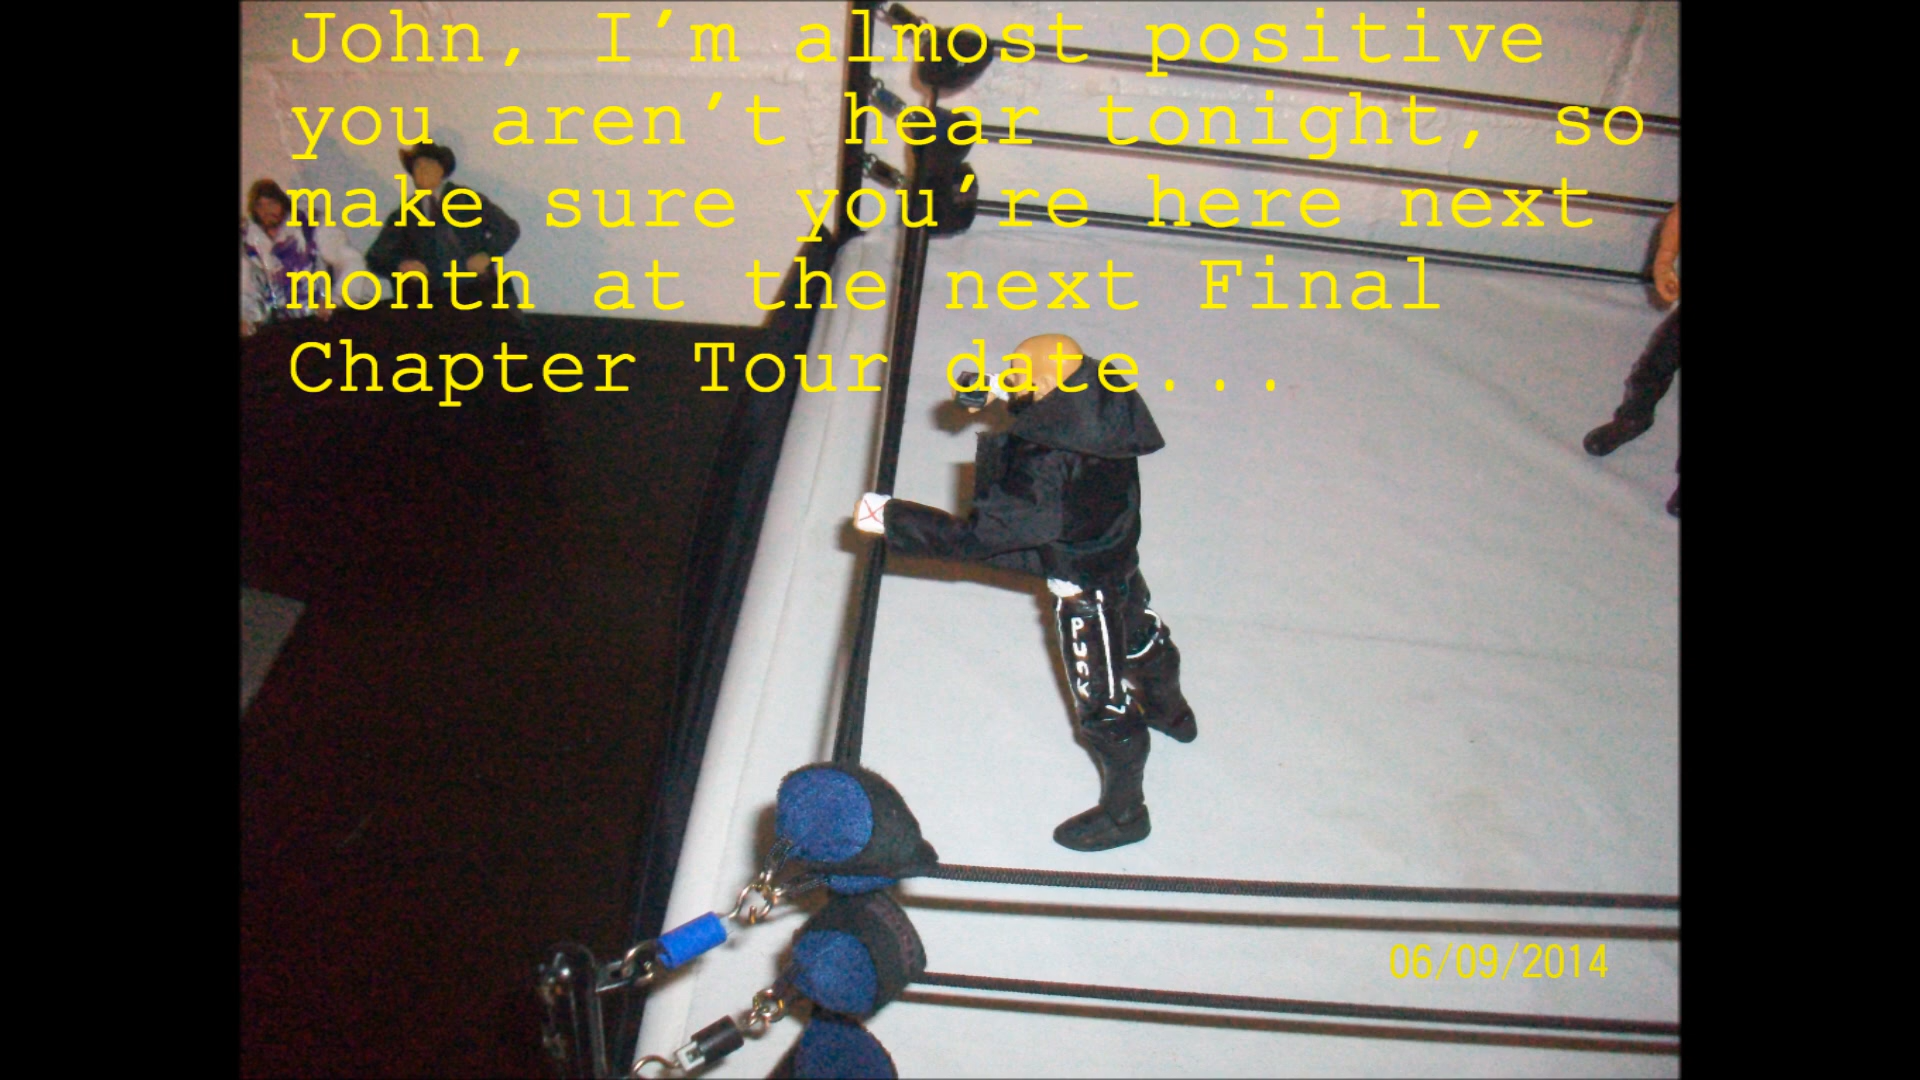 John, I'm almost positive
you aren't hear tonight, so
make sure you're here next
month at the next Final
Chapter Tour date...
06/09/2014